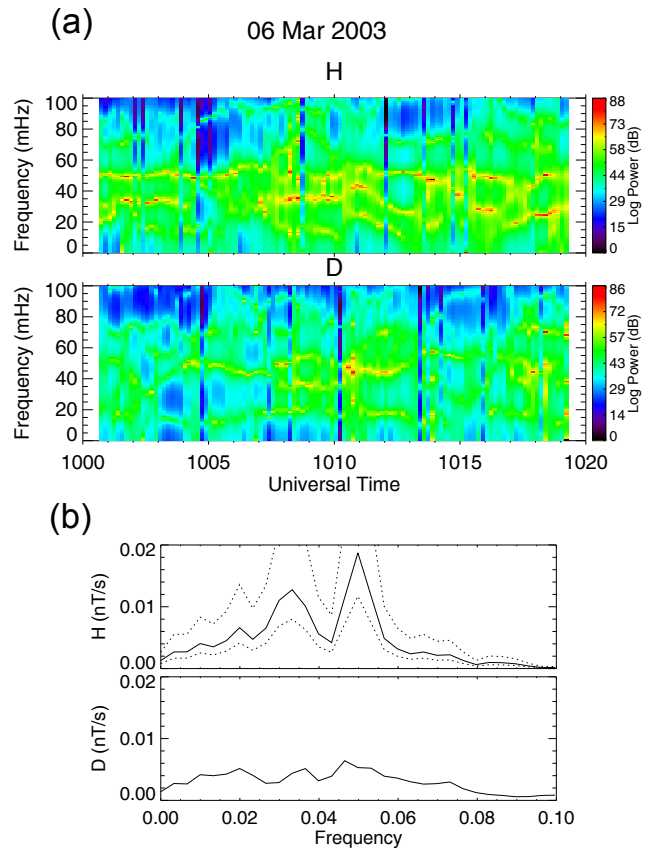 (a)
06 Mar 2003
H
Frequency (mHz)
100
80
60
40
20
0
Log Power (dB)
88
73
59
44
29
15
0
D
Frequency (mHz)
100
80
60
40
20
0
Log Power (dB)
86
72
57
43
29
14
0
1000 1005 1010 1015 1020
Universal Time
(b)
H (nT/s)
0.02
0.01
0.00
D (nT/s)
0.02
0.01
0.00
0.00 0.02 0.04 0.06 0.08 0.10
Frequency